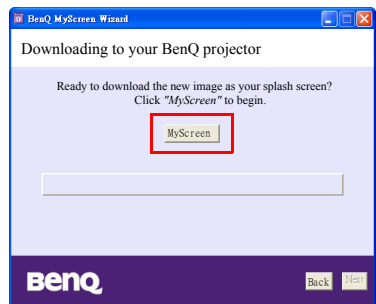 BenQ MyScreen Wizard
Downloading to your BenQ projector
Ready to download the new image as your splash screen?
Click "MyScreen" to begin.
MyScreen
BenQ
Back Next